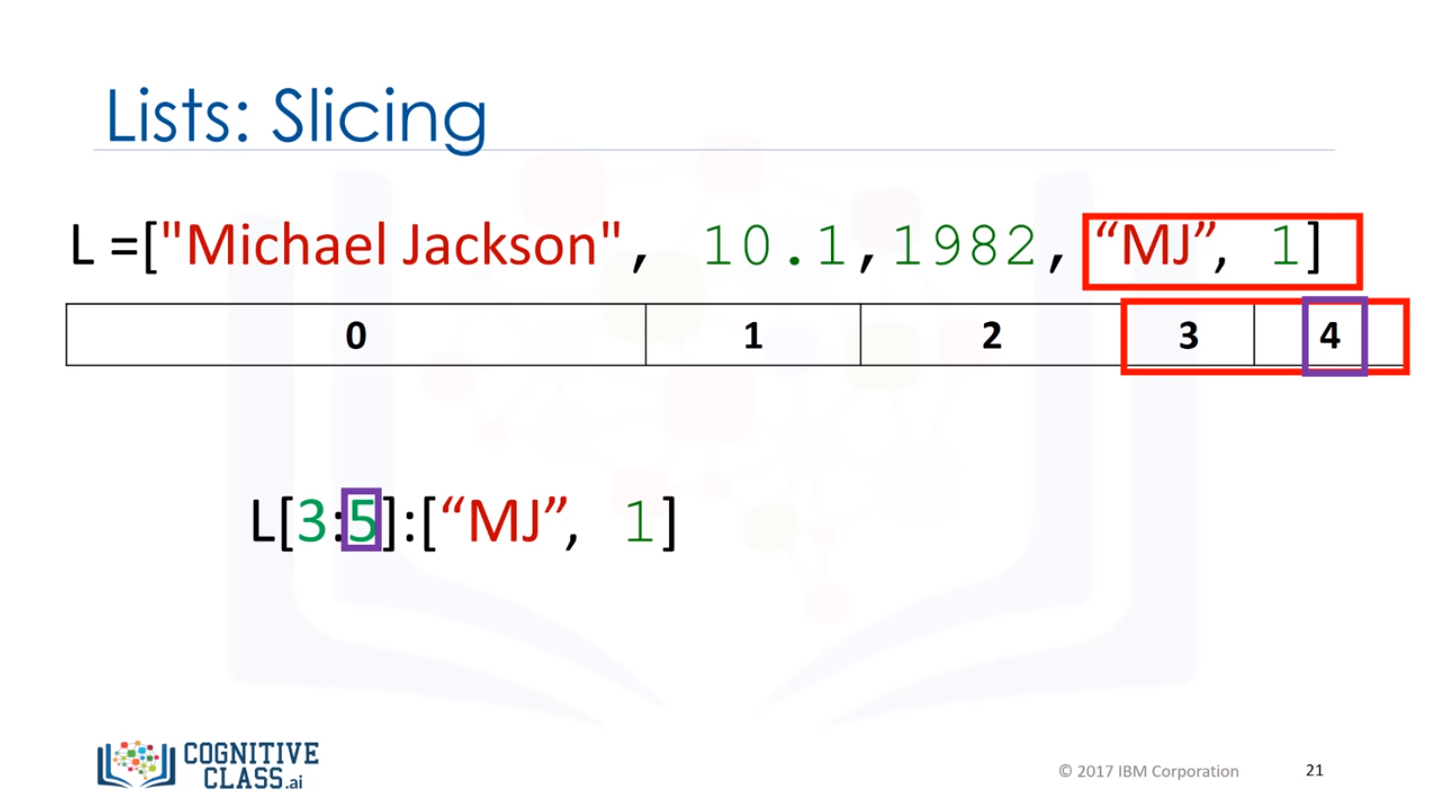 Lists: Slicing
L =["Michael Jackson", 10.1,1982, “MJ”, 1]
0 1 2 3 4
L[3:5]:[“MJ”, 1]
COGNITIVE
CLASS.ai
© 2017 IBM Corporation 21